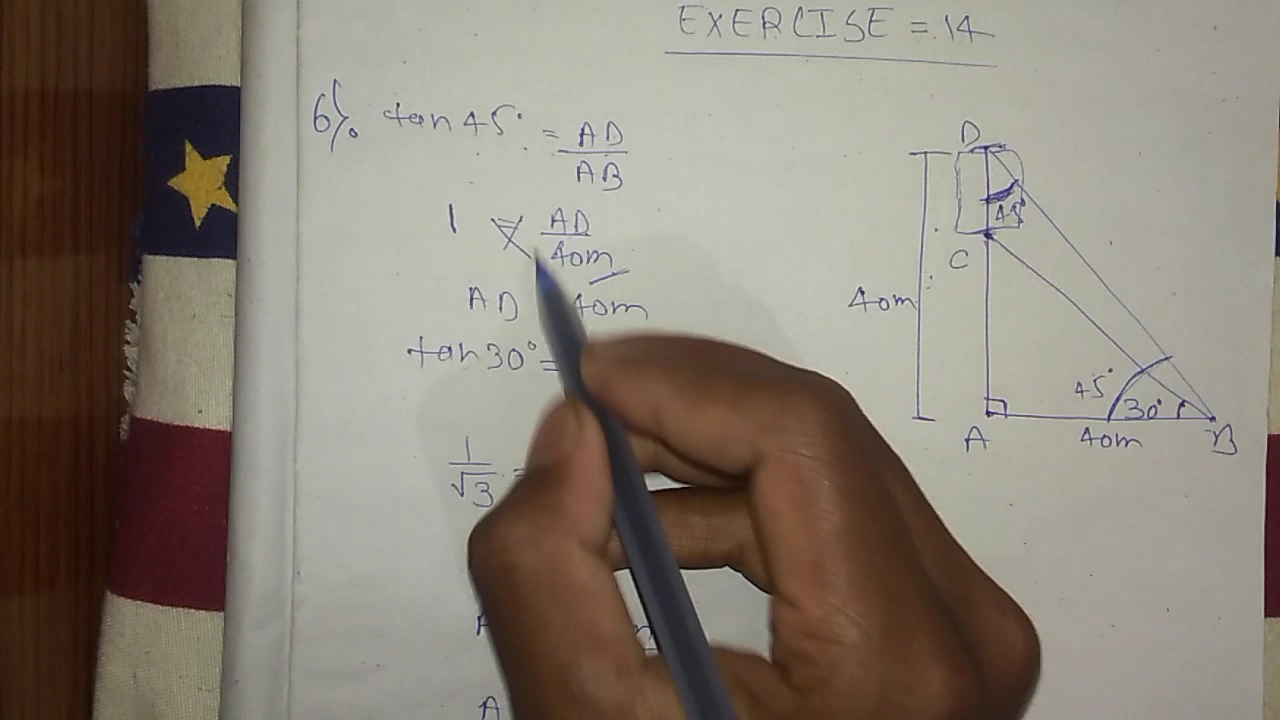 EXERCISE = 14
6). tan 45° = AD
AB
1 = AD
40m
AD 40m
tan 30° =
1
√3 =
A
A
D
45°
C
40m
45°
30°
A 40m B